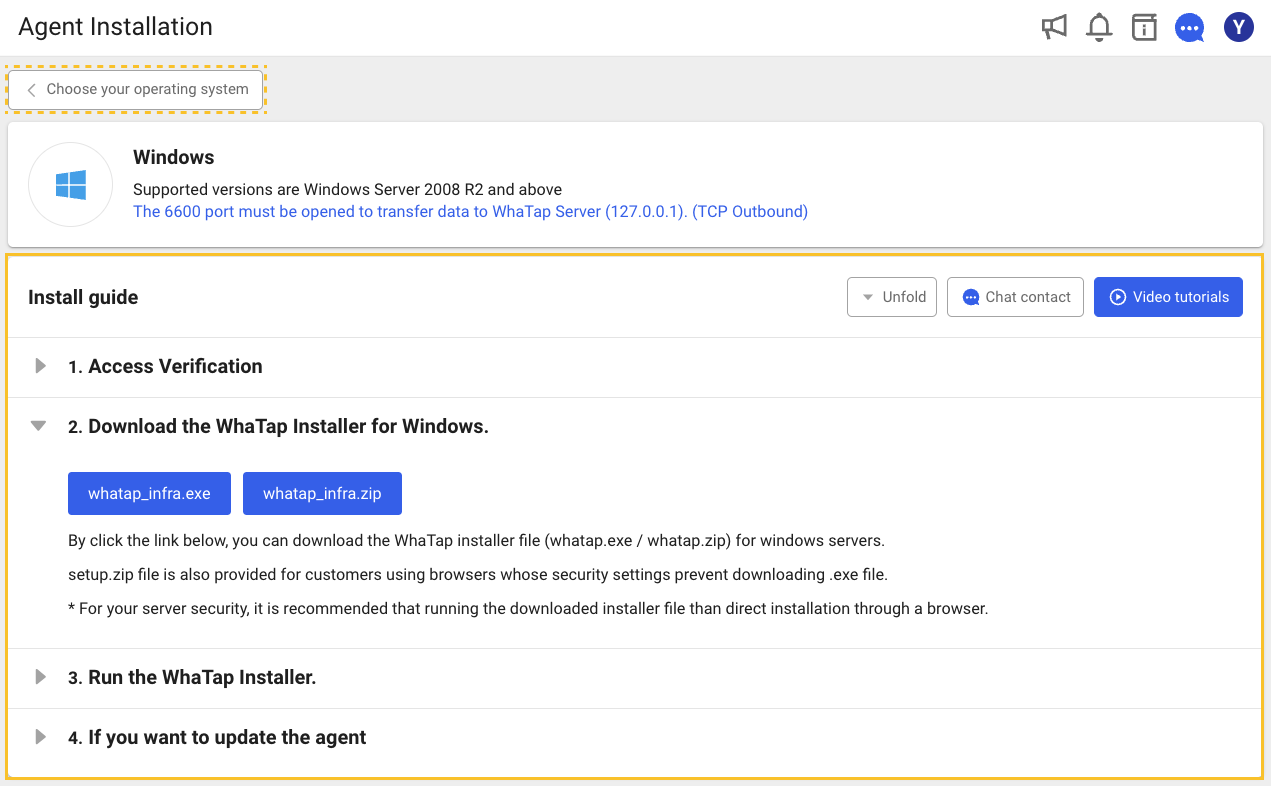 Agent Installation
Y
Choose your operating system
Windows
Supported versions are Windows Server 2008 R2 and above
The 6600 port must be opened to transfer data to WhaTap Server (127.0.0.1). (TCP Outbound)
Install guide
Unfold
Chat contact
Video tutorials
1. Access Verification
2. Download the WhaTap Installer for Windows.
whatap_infra.exe
whatap_infra.zip
By click the link below, you can download the WhaTap installer file (whatap.exe / whatap.zip) for windows servers.
setup.zip file is also provided for customers using browsers whose security settings prevent downloading .exe file.
* For your server security, it is recommended that running the downloaded installer file than direct installation through a browser.
3. Run the WhaTap Installer.
4. If you want to update the agent